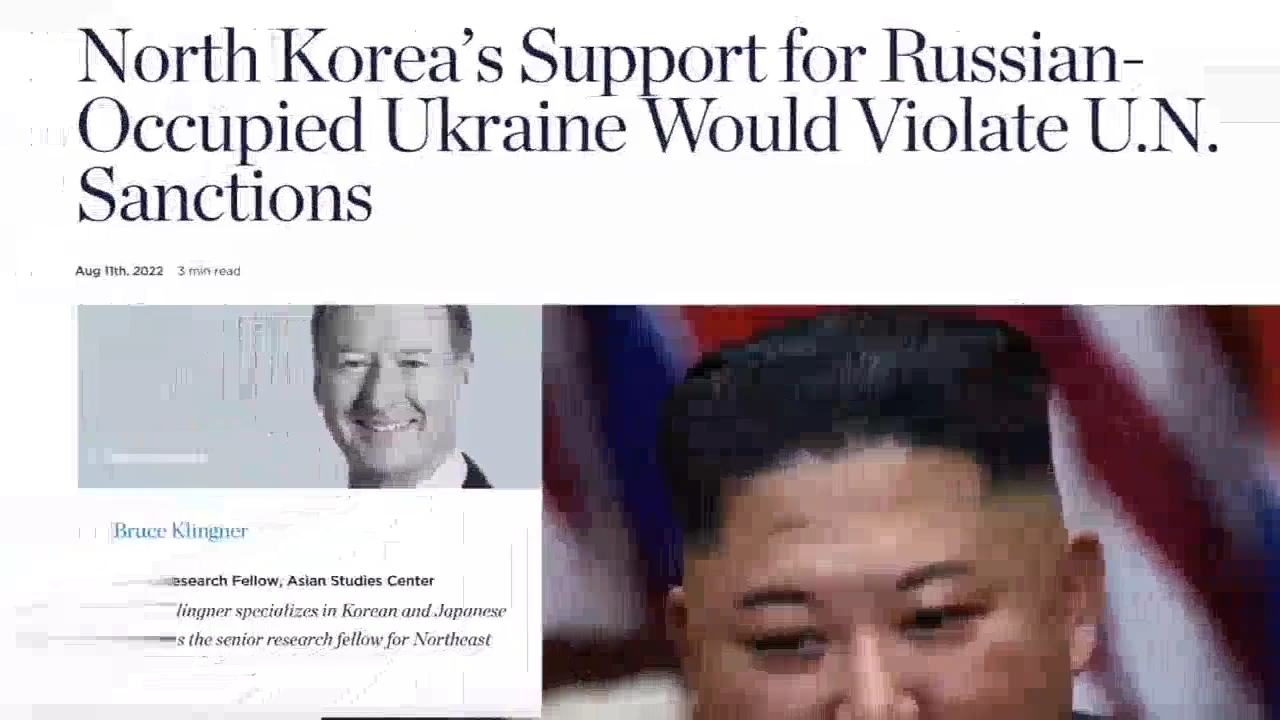 North Korea's Support for Russian-
Occupied Ukraine Would Violate U.N.
Sanctions
Aug 11th, 2022 3 min read
Bruce Klingner
esearch Fellow, Asian Studies Center
lingner specializes in Korean and Japanese
s the senior research fellow for Northeast